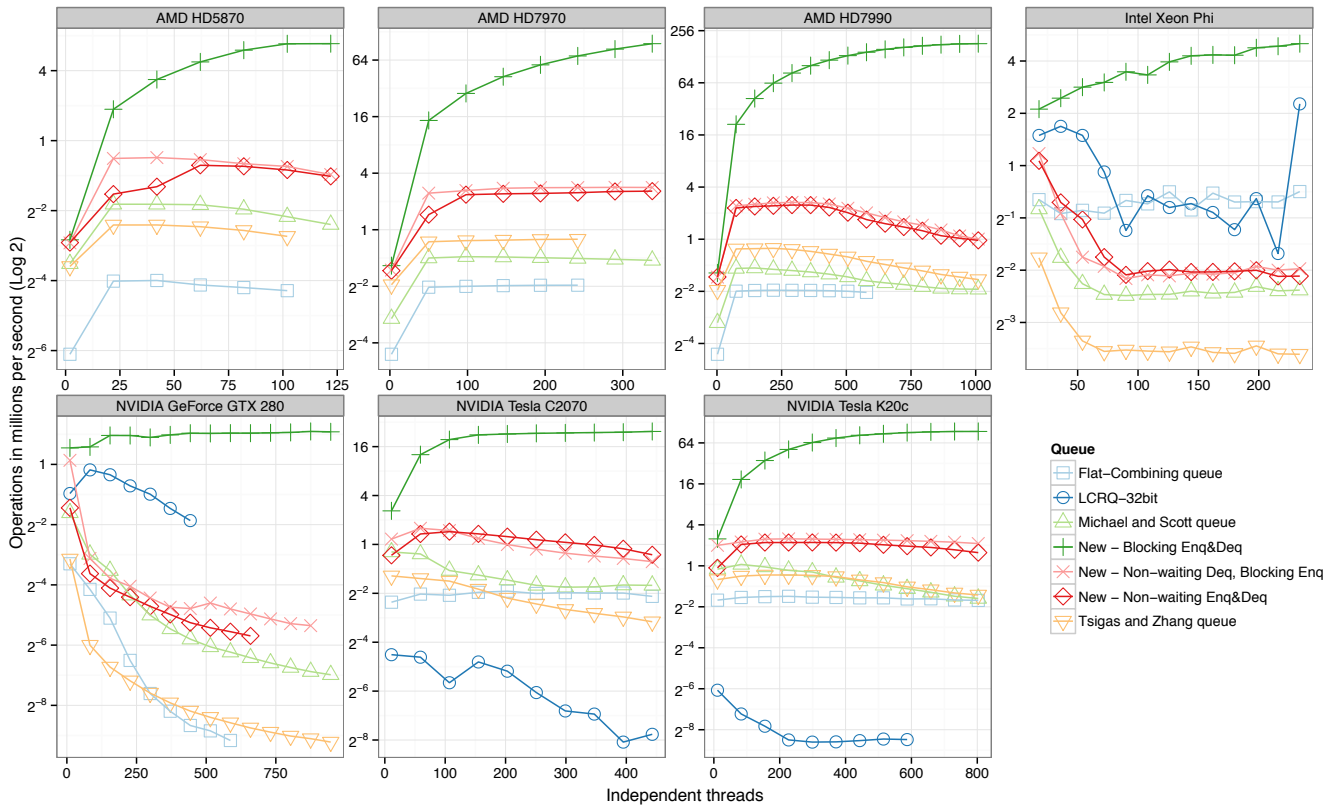 AMD HD5870
AMD HD7970
AMD HD7990
Intel Xeon Phi
4
1
2^-2
2^-4
2^-6
0 25 50 75 100 125
64
16
4
1
2^-2
2^-4
0 100 200 300
256
64
16
4
1
2^-2
2^-4
0 250 500 750 1000
4
2
1
2^-1
2^-2
2^-3
50 100 150 200
Operations in millions per second (Log 2)
NVIDIA GeForce GTX 280
NVIDIA Tesla C2070
NVIDIA Tesla K20c
1
2^-2
2^-4
2^-6
2^-8
0 250 500 750
16
4
1
2^-2
2^-4
2^-6
2^-8
0 100 200 300 400
64
16
4
1
2^-2
2^-4
2^-6
2^-8
0 200 400 600 800
Independent threads
Queue
Flat−Combining queue
LCRQ−32bit
Michael and Scott queue
New − Blocking Enq&Deq
New − Non−waiting Deq, Blocking Enq
New − Non−waiting Enq&Deq
Tsigas and Zhang queue